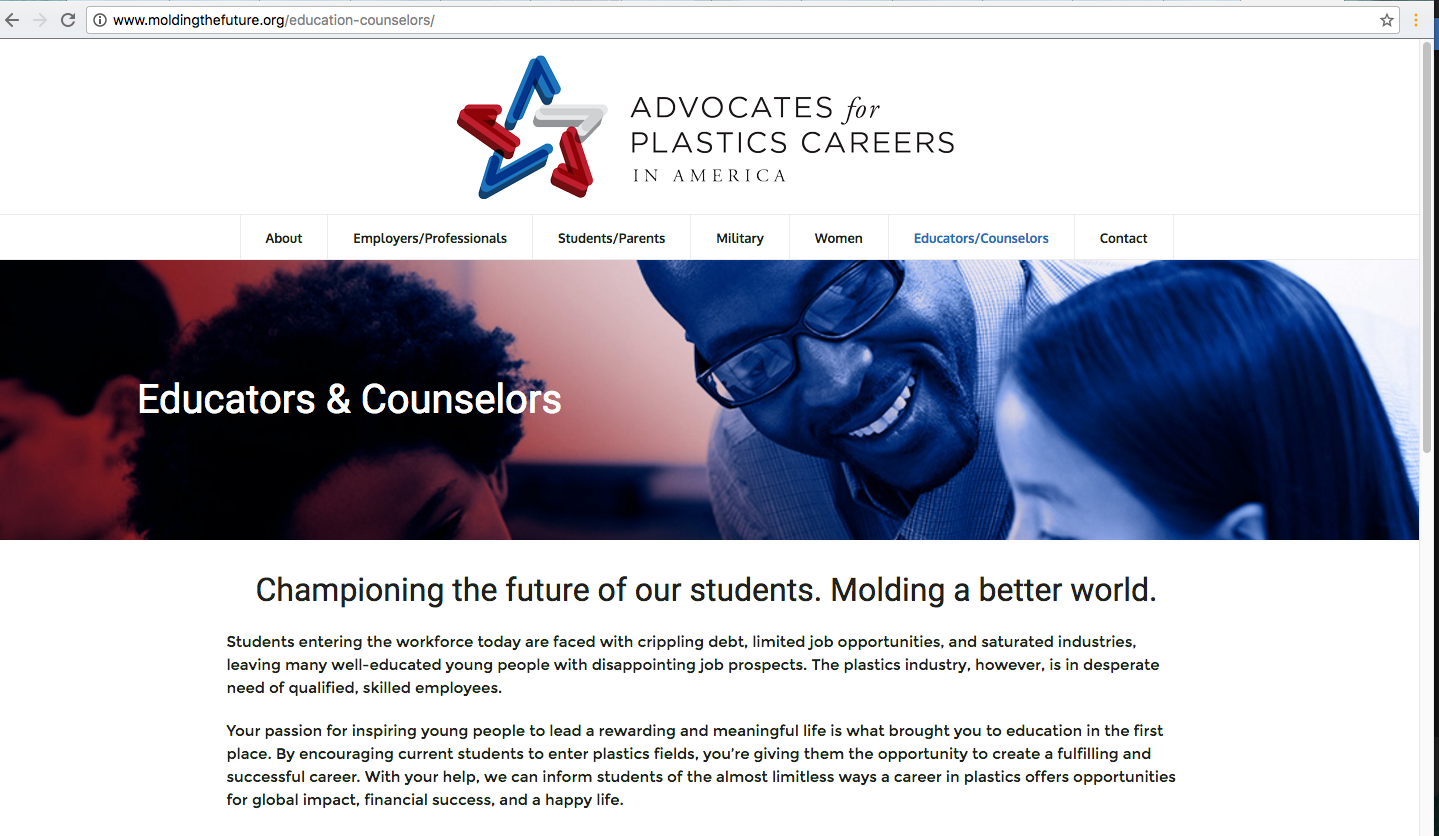 www.moldingthefuture.org/education-counselors/
ADVOCATES for
PLASTICS CAREERS
IN AMERICA
About Employers/Professionals Students/Parents Military Women Educators/Counselors Contact
Educators & Counselors
Championing the future of our students. Molding a better world.
Students entering the workforce today are faced with crippling debt, limited job opportunities, and saturated industries,
leaving many well-educated young people with disappointing job prospects. The plastics industry, however, is in desperate
need of qualified, skilled employees.
Your passion for inspiring young people to lead a rewarding and meaningful life is what brought you to education in the first
place. By encouraging current students to enter plastics fields, you’re giving them the opportunity to create a fulfilling and
successful career. With your help, we can inform students of the almost limitless ways a career in plastics offers opportunities
for global impact, financial success, and a happy life.